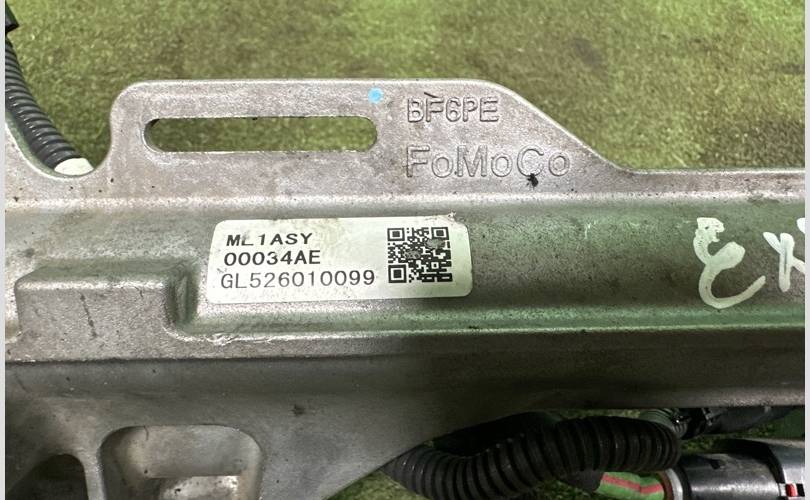 BF6PE
FoMoCo
ML1ASY
00034AE
GL526010099